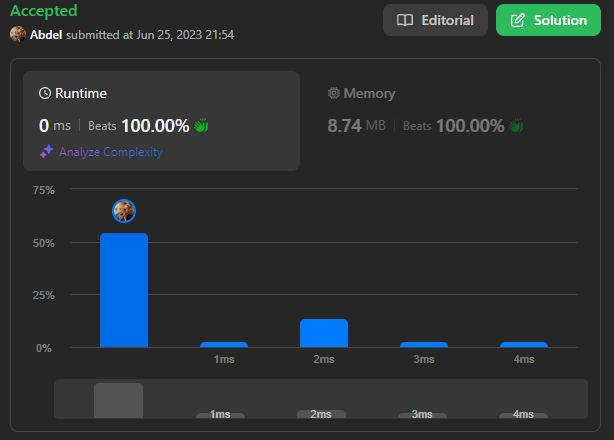 Accepted
Editorial
Solution
Abdel submitted at Jun 25, 2023 21:54
Runtime
Memory
0 ms | Beats 100.00%
8.74 MB | Beats 100.00%
Analyze Complexity
75%
50%
25%
0%
1ms 2ms 3ms 4ms
1ms 2ms 3ms 4ms